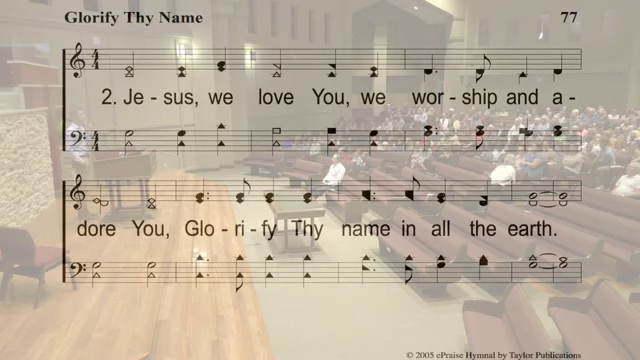 Glorify Thy Name 77
2. Je - sus, we love You, we wor - ship and a -
dore You, Glo - ri - fy Thy name in all the earth.
© 2005 ePraise Hymnal by Taylor Publications